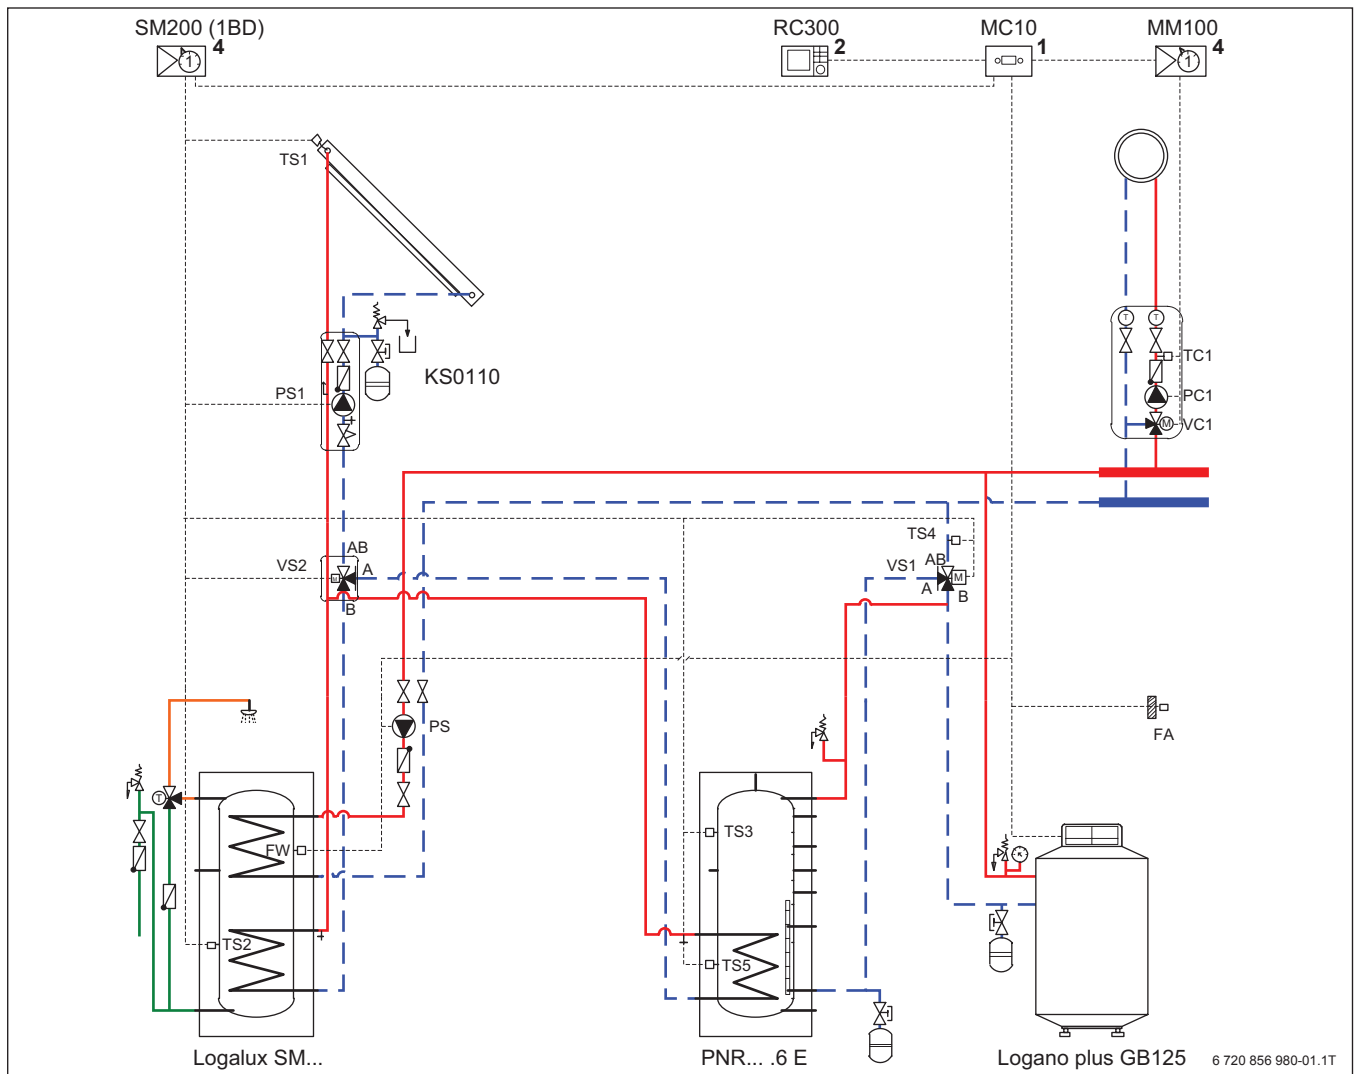 SM200 (1BD)
4
1
RC300
2
MC10
1
MM100
4
1
TS1
KS0110
PS1
T
T
TC1
PC1
M
VC1
TS4
AB
VS2
M
A
B
AB
VS1
M
A
B
PS
FA
T
FW
TS3
TS2
TS5
Logalux SM...
PNR... .6 E
Logano plus GB125
6 720 856 980-01.1T